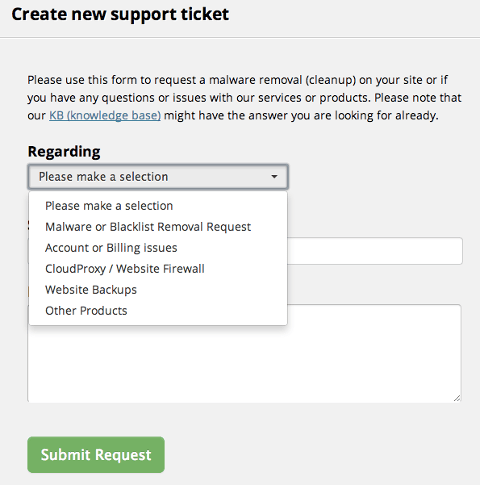 Create new support ticket
Please use this form to request a malware removal (cleanup) on your site or if
you have any questions or issues with our services or products. Please note that
our KB (knowledge base) might have the answer you are looking for already.
Regarding
Please make a selection
Please make a selection
Malware or Blacklist Removal Request
Account or Billing issues
CloudProxy / Website Firewall
Website Backups
Other Products
Submit Request